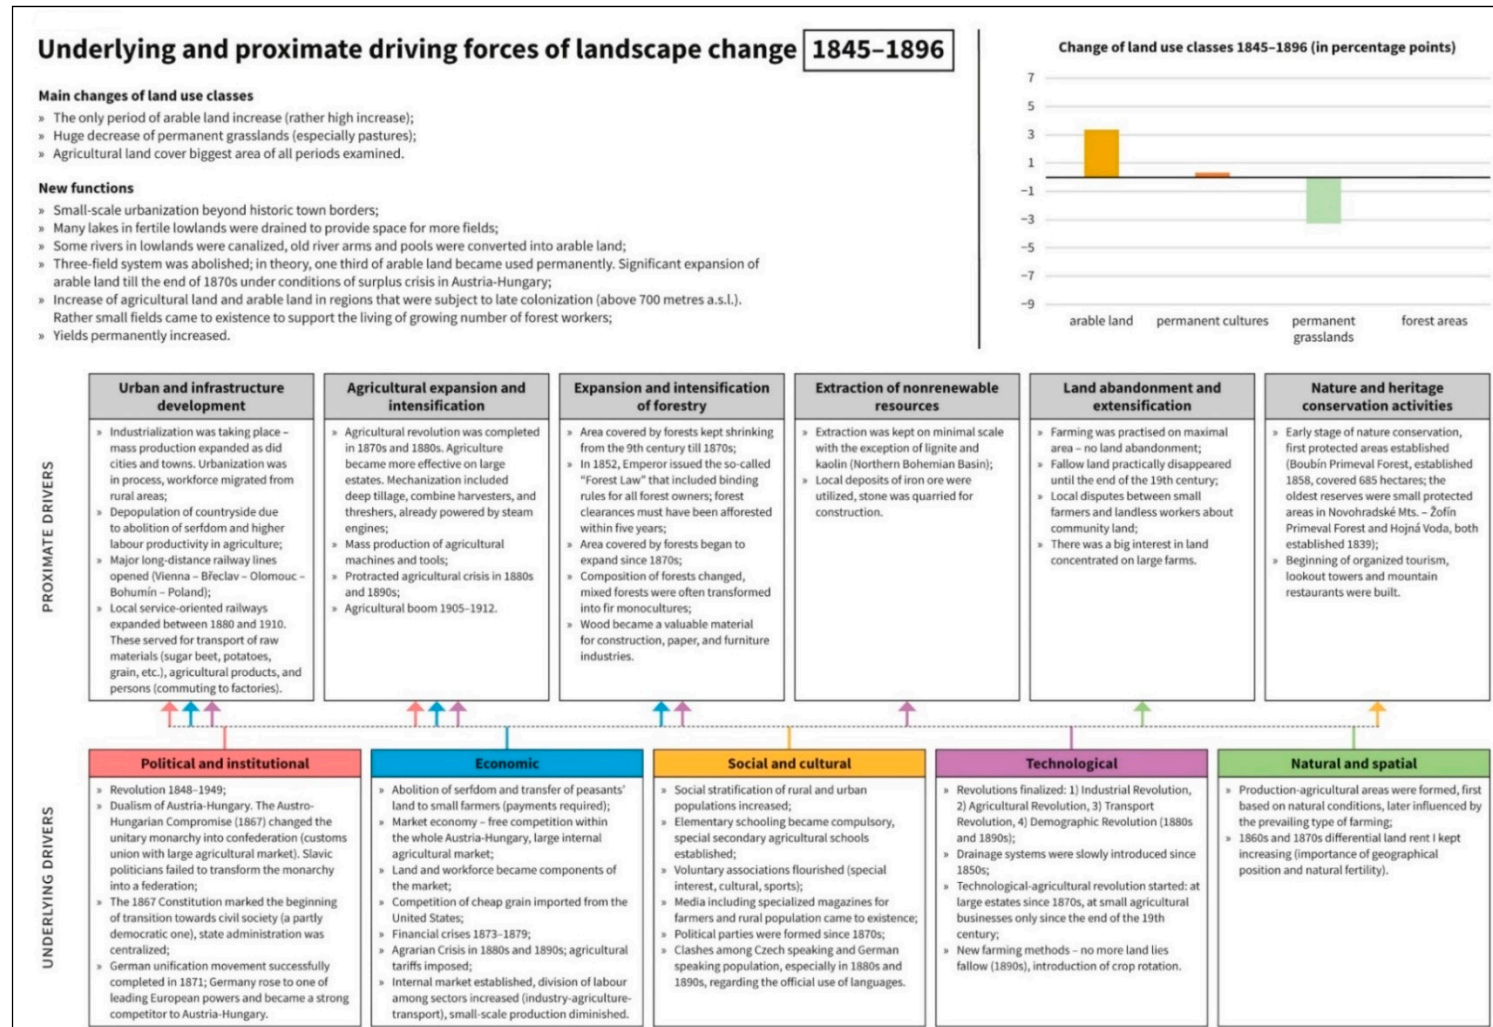 Underlying and proximate driving forces of landscape change 1845–1896
Main changes of land use classes
» The only period of arable land increase (rather high increase);
» Huge decrease of permanent grasslands (especially pastures);
» Agricultural land cover biggest area of all periods examined.
New functions
» Small-scale urbanization beyond historic town borders;
» Many lakes in fertile lowlands were drained to provide space for more fields;
» Some rivers in lowlands were canalized, old river arms and pools were converted into arable land;
» Three-field system was abolished; in theory, one third of arable land became used permanently. Significant expansion of
arable land till the end of 1870s under conditions of surplus crisis in Austria-Hungary;
» Increase of agricultural land and arable land in regions that were subject to late colonization (above 700 metres a.s.l.).
Rather small fields came to existence to support the living of growing number of forest workers;
» Yields permanently increased.
Change of land use classes 1845–1896 (in percentage points)
7
5
3
1
−1
−3
−5
−7
−9
arable land
permanent cultures
permanent
grasslands
forest areas
PROXIMATE DRIVERS
Urban and infrastructure
development
» Industrialization was taking place –
mass production expanded as did
cities and towns. Urbanization was
in process, workforce migrated from
rural areas;
» Depopulation of countryside due
to abolition of serfdom and higher
labour productivity in agriculture;
» Major long-distance railway lines
opened (Vienna – Břeclav – Olomouc –
Bohumín – Poland);
» Local service-oriented railways
expanded between 1880 and 1910.
These served for transport of raw
materials (sugar beet, potatoes,
grain, etc.), agricultural products, and
persons (commuting to factories).
Agricultural expansion and
intensification
» Agricultural revolution was completed
in 1870s and 1880s. Agriculture
became more effective on large
estates. Mechanization included
deep tillage, combine harvesters, and
threshers, already powered by steam
engines;
» Mass production of agricultural
machines and tools;
» Protracted agricultural crisis in 1880s
and 1890s;
» Agricultural boom 1905–1912.
Expansion and intensification
of forestry
» Area covered by forests kept shrinking
from the 9th century till 1870s;
» In 1852, Emperor issued the so-called
"Forest Law" that included binding
rules for all forest owners; forest
clearances must have been afforested
within five years;
» Area covered by forests began to
expand since 1870s;
» Composition of forests changed,
mixed forests were often transformed
into fir monocultures;
» Wood became a valuable material
for construction, paper, and furniture
industries.
Extraction of nonrenewable
resources
» Extraction was kept on minimal scale
with the exception of lignite and
kaolin (Northern Bohemian Basin);
» Local deposits of iron ore were
utilized, stone was quarried for
construction.
Land abandonment and
extensification
» Farming was practised on maximal
area – no land abandonment;
» Fallow land practically disappeared
until the end of the 19th century;
» Local disputes between small
farmers and landless workers about
community land;
» There was a big interest in land
concentrated on large farms.
Nature and heritage
conservation activities
» Early stage of nature conservation,
first protected areas established
(Boubín Primeval Forest, established
1858, covered 685 hectares; the
oldest reserves were small protected
areas in Novohradské Mts. – Žofín
Primeval Forest and Hojná Voda, both
established 1839);
» Beginning of organized tourism,
lookout towers and mountain
restaurants were built.
UNDERLYING DRIVERS
Political and institutional
» Revolution 1848–1949;
» Dualism of Austria-Hungary. The Austro-
Hungarian Compromise (1867) changed the
unitary monarchy into confederation (customs
union with large agricultural market). Slavic
politicians failed to transform the monarchy
into a federation;
» The 1867 Constitution marked the beginning
of transition towards civil society (a partly
democratic one), state administration was
centralized;
» German unification movement successfully
completed in 1871; Germany rose to one of
leading European powers and became a strong
competitor to Austria-Hungary.
Economic
» Abolition of serfdom and transfer of peasants'
land to small farmers (payments required);
» Market economy – free competition within
the whole Austria-Hungary, large internal
agricultural market;
» Land and workforce became components of
the market;
» Competition of cheap grain imported from the
United States;
» Financial crises 1873–1879;
» Agrarian Crisis in 1880s and 1890s; agricultural
tariffs imposed;
» Internal market established, division of labour
among sectors increased (industry-agriculture-
transport), small-scale production diminished.
Social and cultural
» Social stratification of rural and urban
populations increased;
» Elementary schooling became compulsory,
special secondary agricultural schools
established;
» Voluntary associations flourished (special
interest, cultural, sports);
» Media including specialized magazines for
farmers and rural population came to existence;
» Political parties were formed since 1870s;
» Clashes among Czech speaking and German
speaking population, especially in 1880s and
1890s, regarding the official use of languages.
Technological
» Revolutions finalized: 1) Industrial Revolution,
2) Agricultural Revolution, 3) Transport
Revolution, 4) Demographic Revolution (1880s
and 1890s);
» Drainage systems were slowly introduced since
1850s;
» Technological-agricultural revolution started: at
large estates since 1870s, at small agricultural
businesses only since the end of the 19th
century;
» New farming methods – no more land lies
fallow (1890s), introduction of crop rotation.
Natural and spatial
» Production-agricultural areas were formed, first
based on natural conditions, later influenced by
the prevailing type of farming;
» 1860s and 1870s differential land rent I kept
increasing (importance of geographical
position and natural fertility).